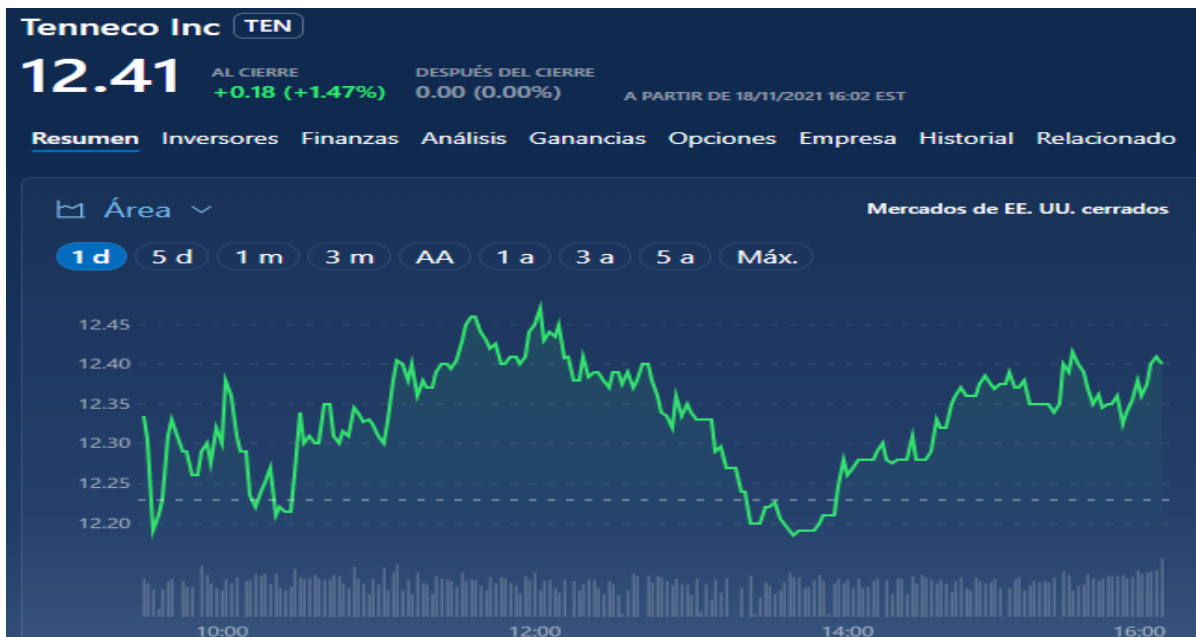 Tenneco Inc TEN
12.41
AL CIERRE
+0.18 (+1.47%)
DESPUÉS DEL CIERRE
0.00 (0.00%)
A PARTIR DE 18/11/2021 16:02 EST
Resumen Inversores Finanzas Análisis Ganancias Opciones Empresa Historial Relacionado
Área
Mercados de EE. UU. cerrados
1 d 5 d 1 m 3 m AA 1 a 3 a 5 a Máx.
12.45
12.40
12.35
12.30
12.25
12.20
10:00 12:00 14:00 16:00